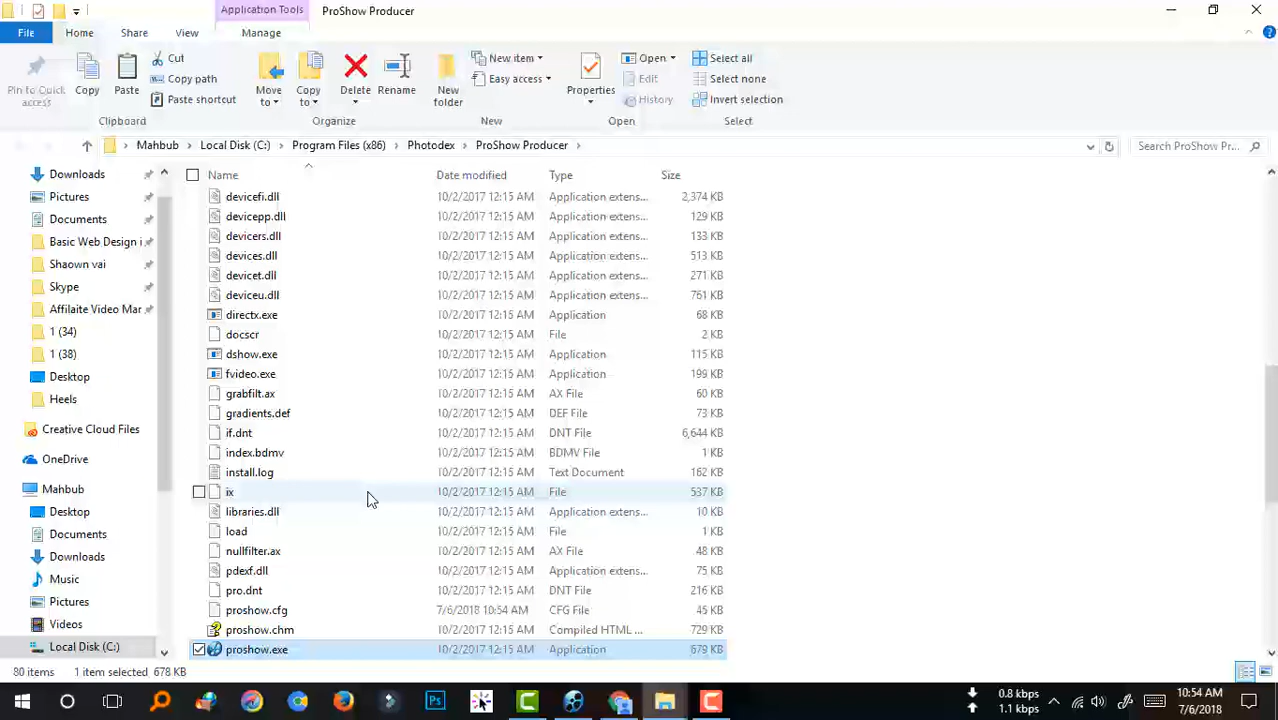 Application Tools
ProShow Producer
File
Home
Share
View
Manage
Pin to Quick access
Copy
Paste
Cut
Copy path
Paste shortcut
Clipboard
Move to
Copy to
Delete
Rename
Organize
New folder
New item
Easy access
New
Properties
Open
Edit
History
Open
Select all
Select none
Invert selection
Select
Mahbub
Local Disk (C:)
Program Files (x86)
Photodex
ProShow Producer
Search ProShow Pr...
Downloads
Pictures
Documents
Basic Web Design i
Shaown vai
Skype
Affilaite Video Mar
1 (34)
1 (38)
Desktop
Heels
Creative Cloud Files
OneDrive
Mahbub
Desktop
Documents
Downloads
Music
Pictures
Videos
Local Disk (C:)
Name Date modified Type Size
devicefi.dll 10/2/2017 12:15 AM Application extens... 2,374 KB
devicepp.dll 10/2/2017 12:15 AM Application extens... 129 KB
devicers.dll 10/2/2017 12:15 AM Application extens... 133 KB
devices.dll 10/2/2017 12:15 AM Application extens... 513 KB
devicet.dll 10/2/2017 12:15 AM Application extens... 271 KB
deviceu.dll 10/2/2017 12:15 AM Application extens... 761 KB
directx.exe 10/2/2017 12:15 AM Application 68 KB
docscr 10/2/2017 12:15 AM File 2 KB
dshow.exe 10/2/2017 12:15 AM Application 115 KB
fvideo.exe 10/2/2017 12:15 AM Application 199 KB
grabfilt.ax 10/2/2017 12:15 AM AX File 60 KB
gradients.def 10/2/2017 12:15 AM DEF File 73 KB
if.dnt 10/2/2017 12:15 AM DNT File 6,644 KB
index.bdmv 10/2/2017 12:15 AM BDMV File 1 KB
install.log 10/2/2017 12:15 AM Text Document 162 KB
ix 10/2/2017 12:15 AM File 537 KB
libraries.dll 10/2/2017 12:15 AM Application extens... 10 KB
load 10/2/2017 12:15 AM File 1 KB
nullfilter.ax 10/2/2017 12:15 AM AX File 48 KB
pdexf.dll 10/2/2017 12:15 AM Application extens... 75 KB
pro.dnt 10/2/2017 12:15 AM DNT File 216 KB
proshow.cfg 7/6/2018 10:54 AM CFG File 45 KB
proshow.chm 10/2/2017 12:15 AM Compiled HTML ... 729 KB
proshow.exe 10/2/2017 12:15 AM Application 679 KB
80 items 1 item selected 678 KB
Ps
0.8 kbps
1.1 kbps
10:54 AM
7/6/2018